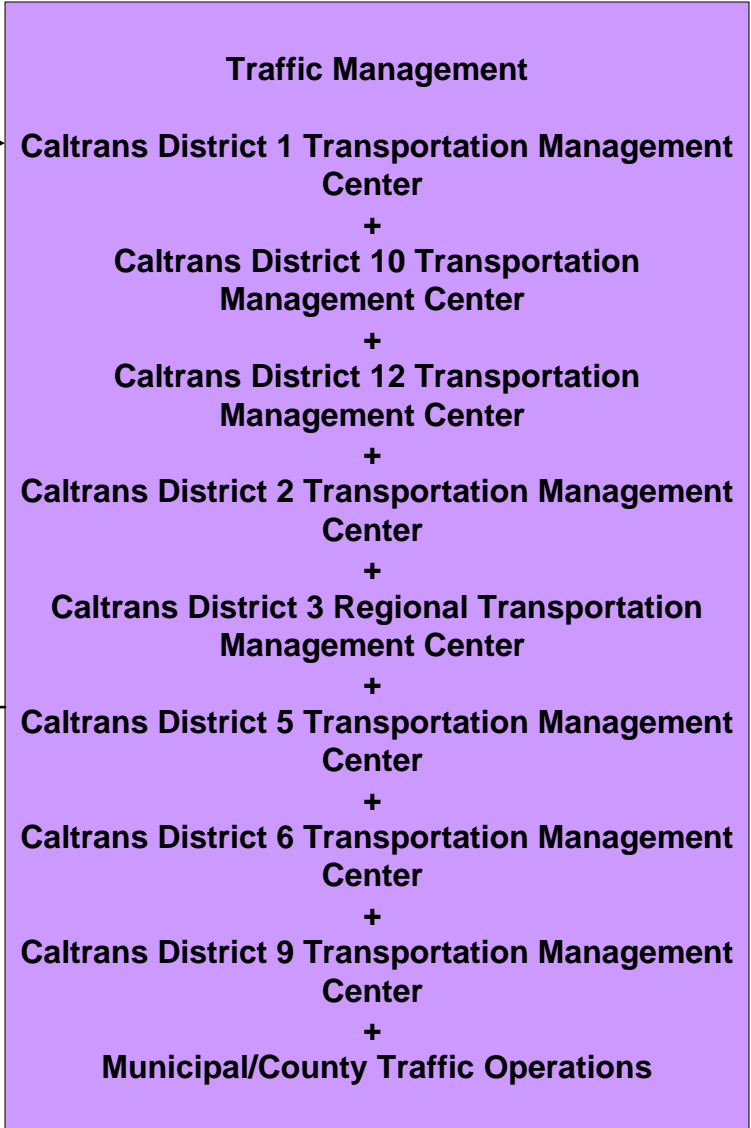 Traffic Management
Caltrans District 1 Transportation Management
Center
+
Caltrans District 10 Transportation
Management Center
+
Caltrans District 12 Transportation
Management Center
+
Caltrans District 2 Transportation Management
Center
+
Caltrans District 3 Regional Transportation
Management Center
+
Caltrans District 5 Transportation Management
Center
+
Caltrans District 6 Transportation Management
Center
+
Caltrans District 9 Transportation Management
Center
+
Municipal/County Traffic Operations